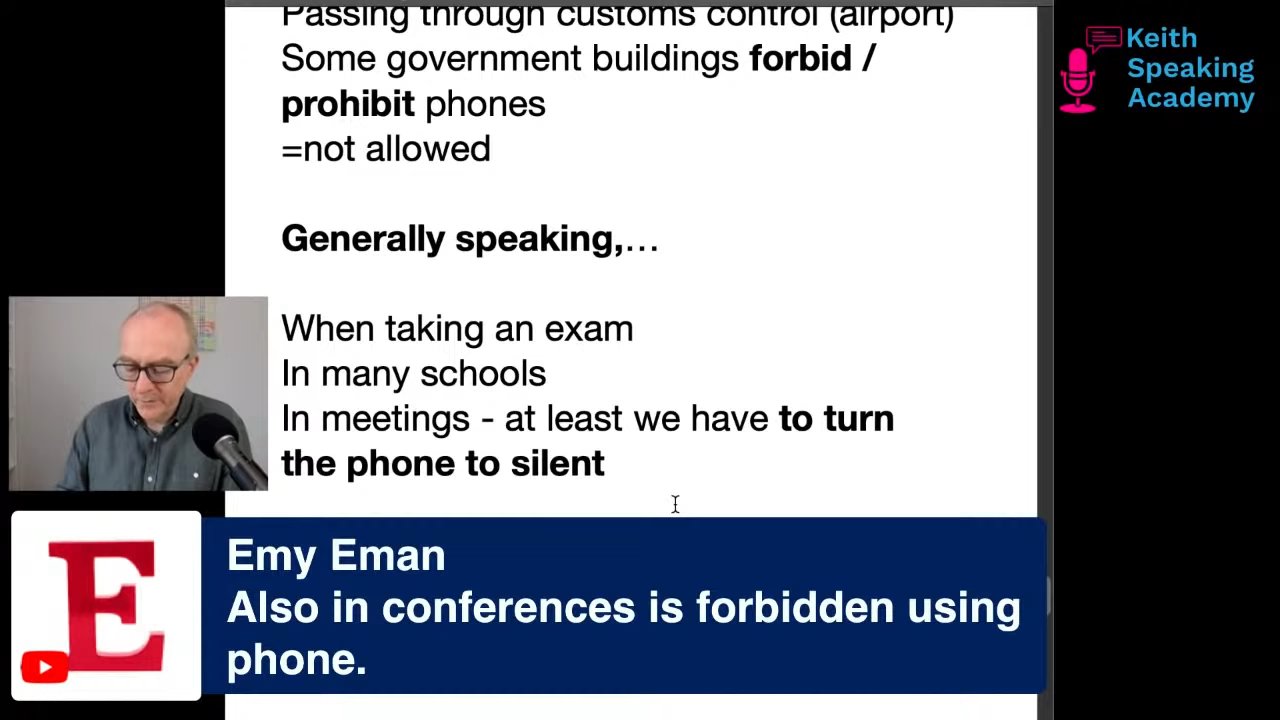 Passing through customs control (airport)
Some government buildings forbid /
prohibit phones
=not allowed
Generally speaking,…
When taking an exam
In many schools
In meetings - at least we have to turn
the phone to silent
Keith
Speaking
Academy
E
Emy Eman
Also in conferences is forbidden using
phone.